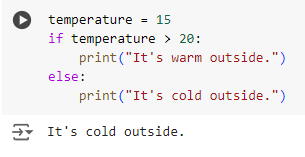 temperature = 15
if temperature > 20:
    print("It's warm outside.")
else:
    print("It's cold outside.")
It's cold outside.